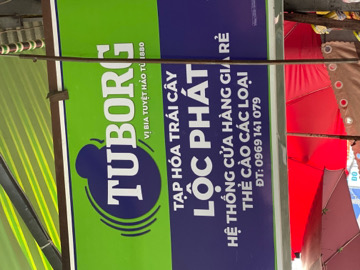 TUBORG
VỊ BIA TUYỆT HẢO TỪ 1880
TẠP HÓA TRÁI CÂY
LỘC PHÁT
HỆ THỐNG CỬA HÀNG GIÁ RẺ
THẺ CÀO CÁC LOẠI
ĐT: 0969 141 079